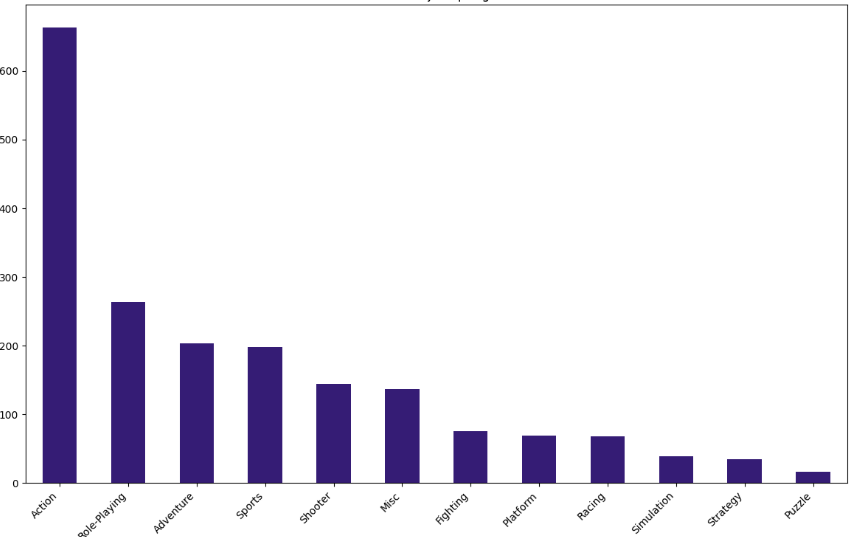 600
500
400
300
200
100
0
Action
Role-Playing
Adventure
Sports
Shooter
Misc
Fighting
Platform
Racing
Simulation
Strategy
Puzzle